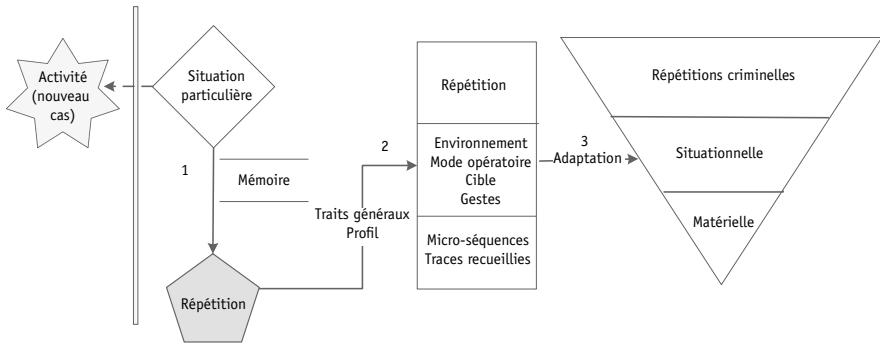 Activité
(nouveau
cas)
Situation
particulière
1
Mémoire
Répétition
2
Traits généraux
Profil
Répétition
Environnement
Mode opératoire
Cible
Gestes
Micro-séquences
Traces recueillies
3
Adaptation
Répétitions criminelles
Situationnelle
Matérielle